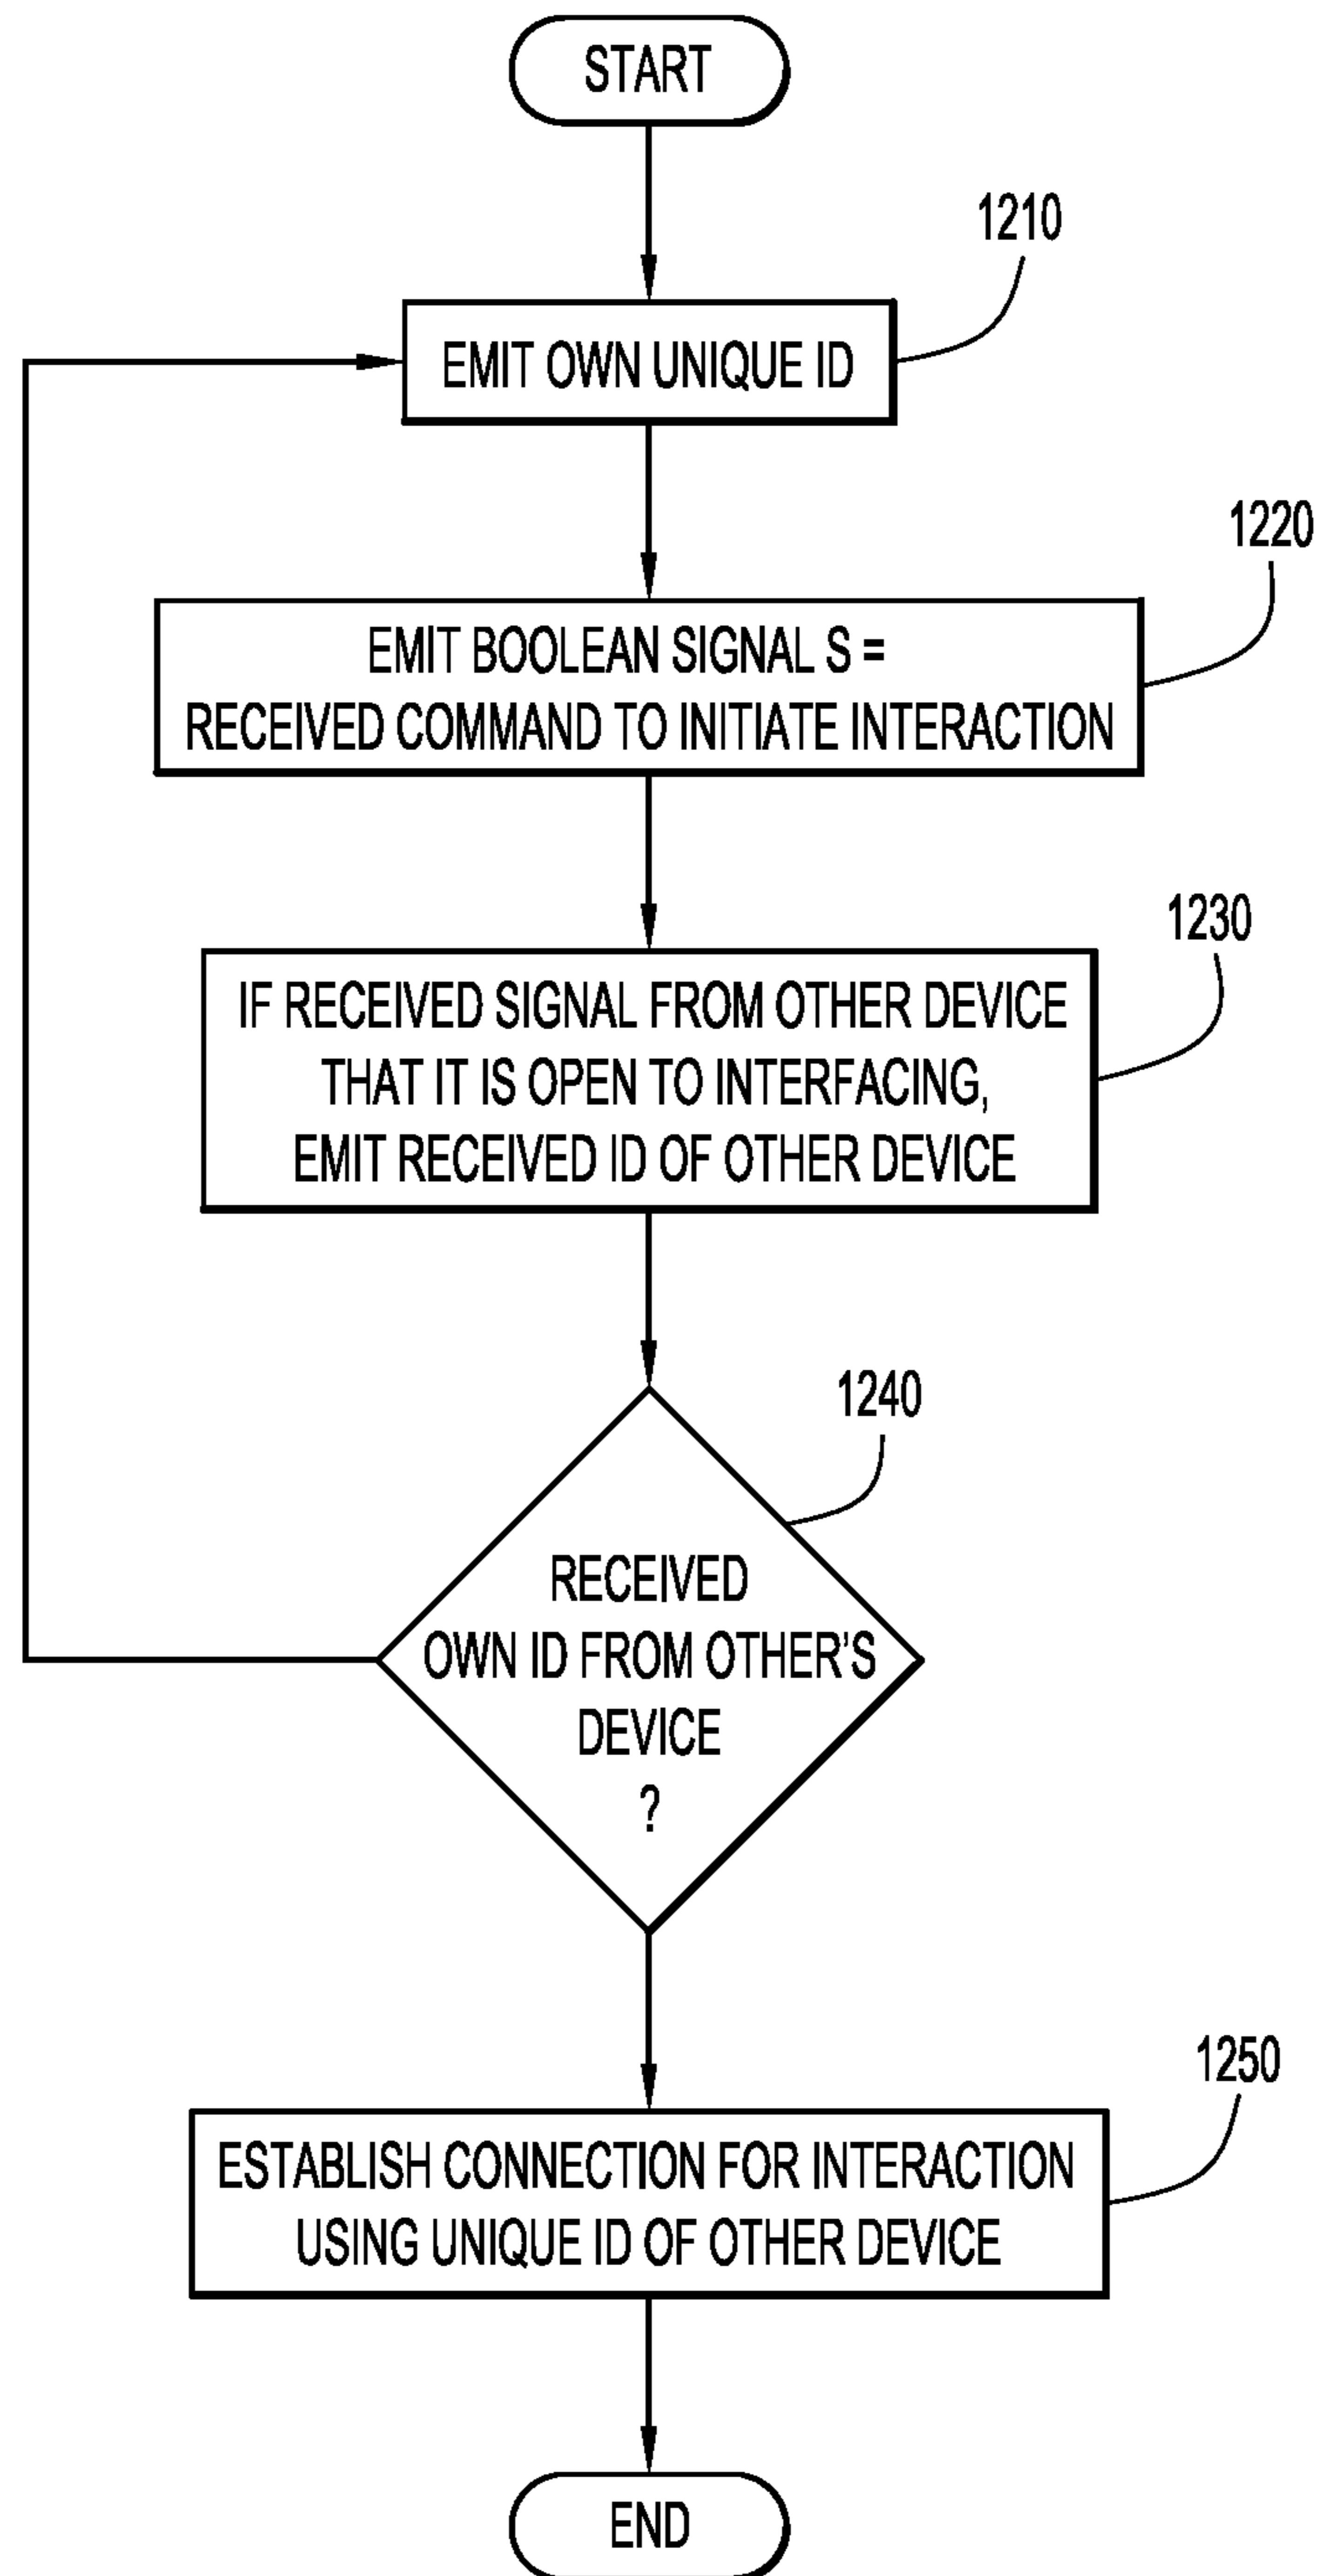 START
1210
EMIT OWN UNIQUE ID
1220
EMIT BOOLEAN SIGNAL S =
RECEIVED COMMAND TO INITIATE INTERACTION
1230
IF RECEIVED SIGNAL FROM OTHER DEVICE
THAT IT IS OPEN TO INTERFACING,
EMIT RECEIVED ID OF OTHER DEVICE
1240
RECEIVED
OWN ID FROM OTHER'S
DEVICE
?
1250
ESTABLISH CONNECTION FOR INTERACTION
USING UNIQUE ID OF OTHER DEVICE
END